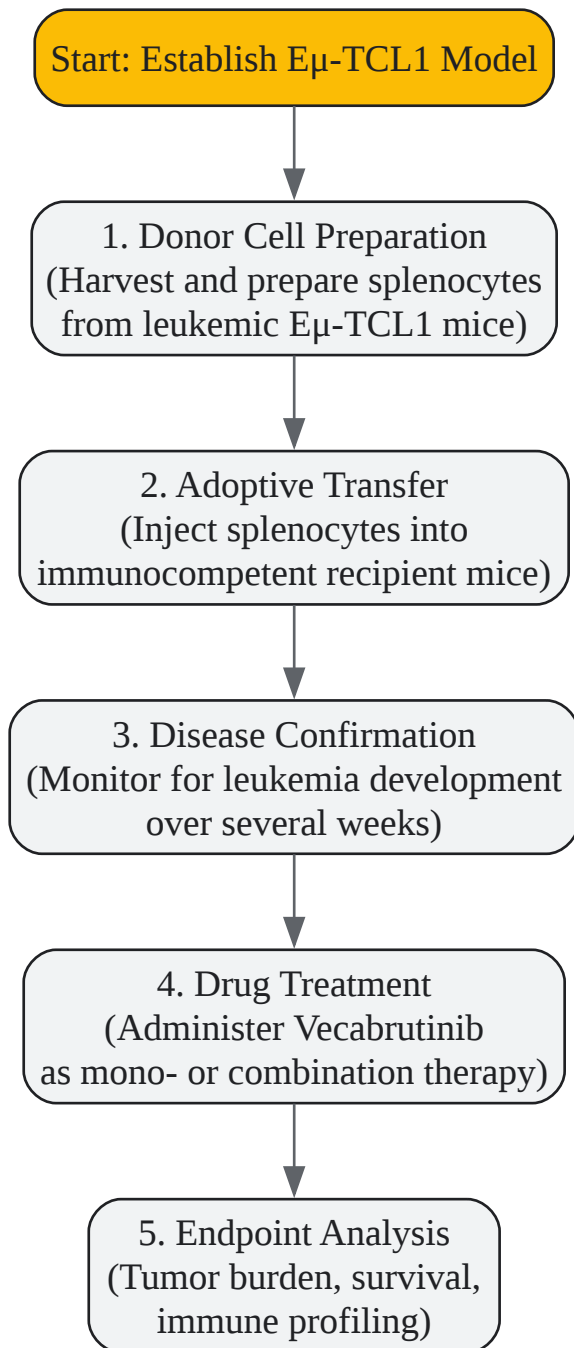 Start: Establish Eμ-TCL1 Model
1. Donor Cell Preparation
(Harvest and prepare splenocytes
from leukemic Eμ-TCL1 mice)
2. Adoptive Transfer
(Inject splenocytes into
immunocompetent recipient mice)
3. Disease Confirmation
(Monitor for leukemia development
over several weeks)
4. Drug Treatment
(Administer Vecabrutinib
as mono- or combination therapy)
5. Endpoint Analysis
(Tumor burden, survival,
immune profiling)